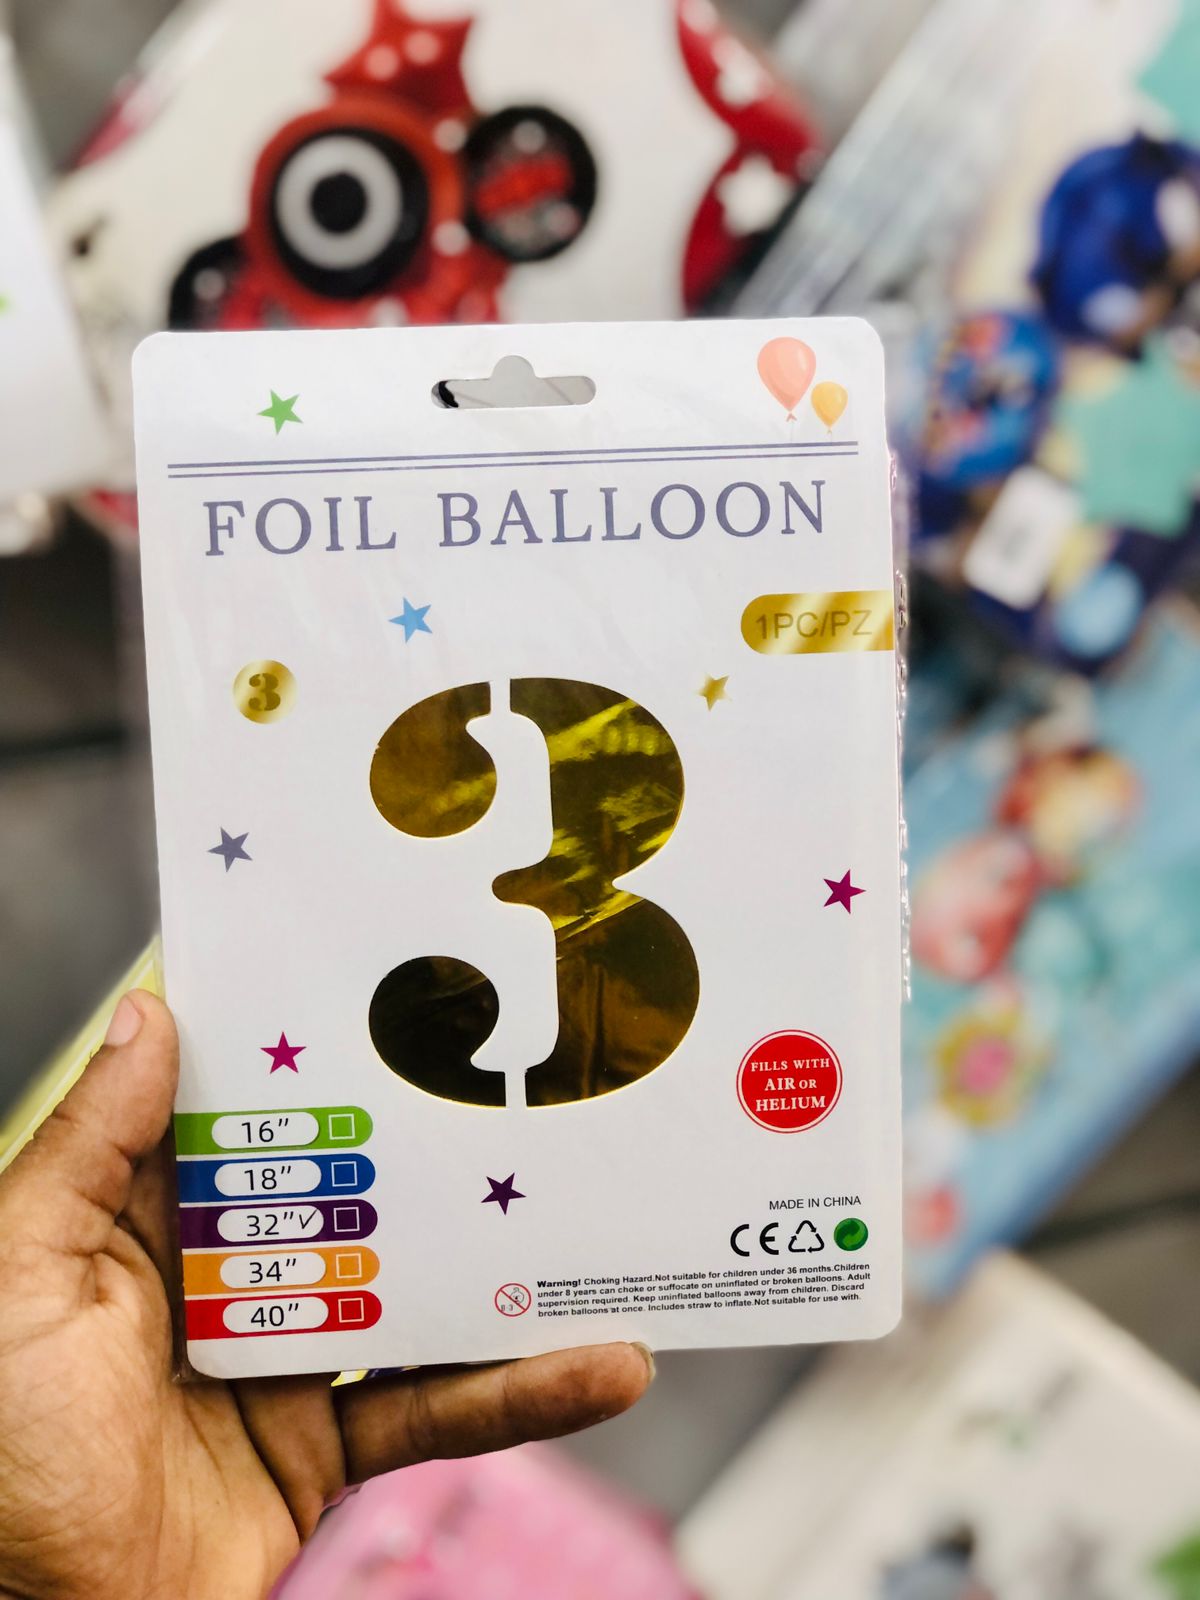 FOIL BALLOON
1PC/PZ
3
3
FILLS WITH
AIR OR
HELIUM
16"
18"
32"✓
34"
40"
MADE IN CHINA
CE
0-3
Warning! Choking Hazard.Not suitable for children under 36 months.Children
under 8 years can choke or suffocate on uninflated or broken balloons. Adult
supervision required. Keep uninflated balloons away from children. Discard
broken balloons at once. Includes straw to inflate.Not suitable for use with.